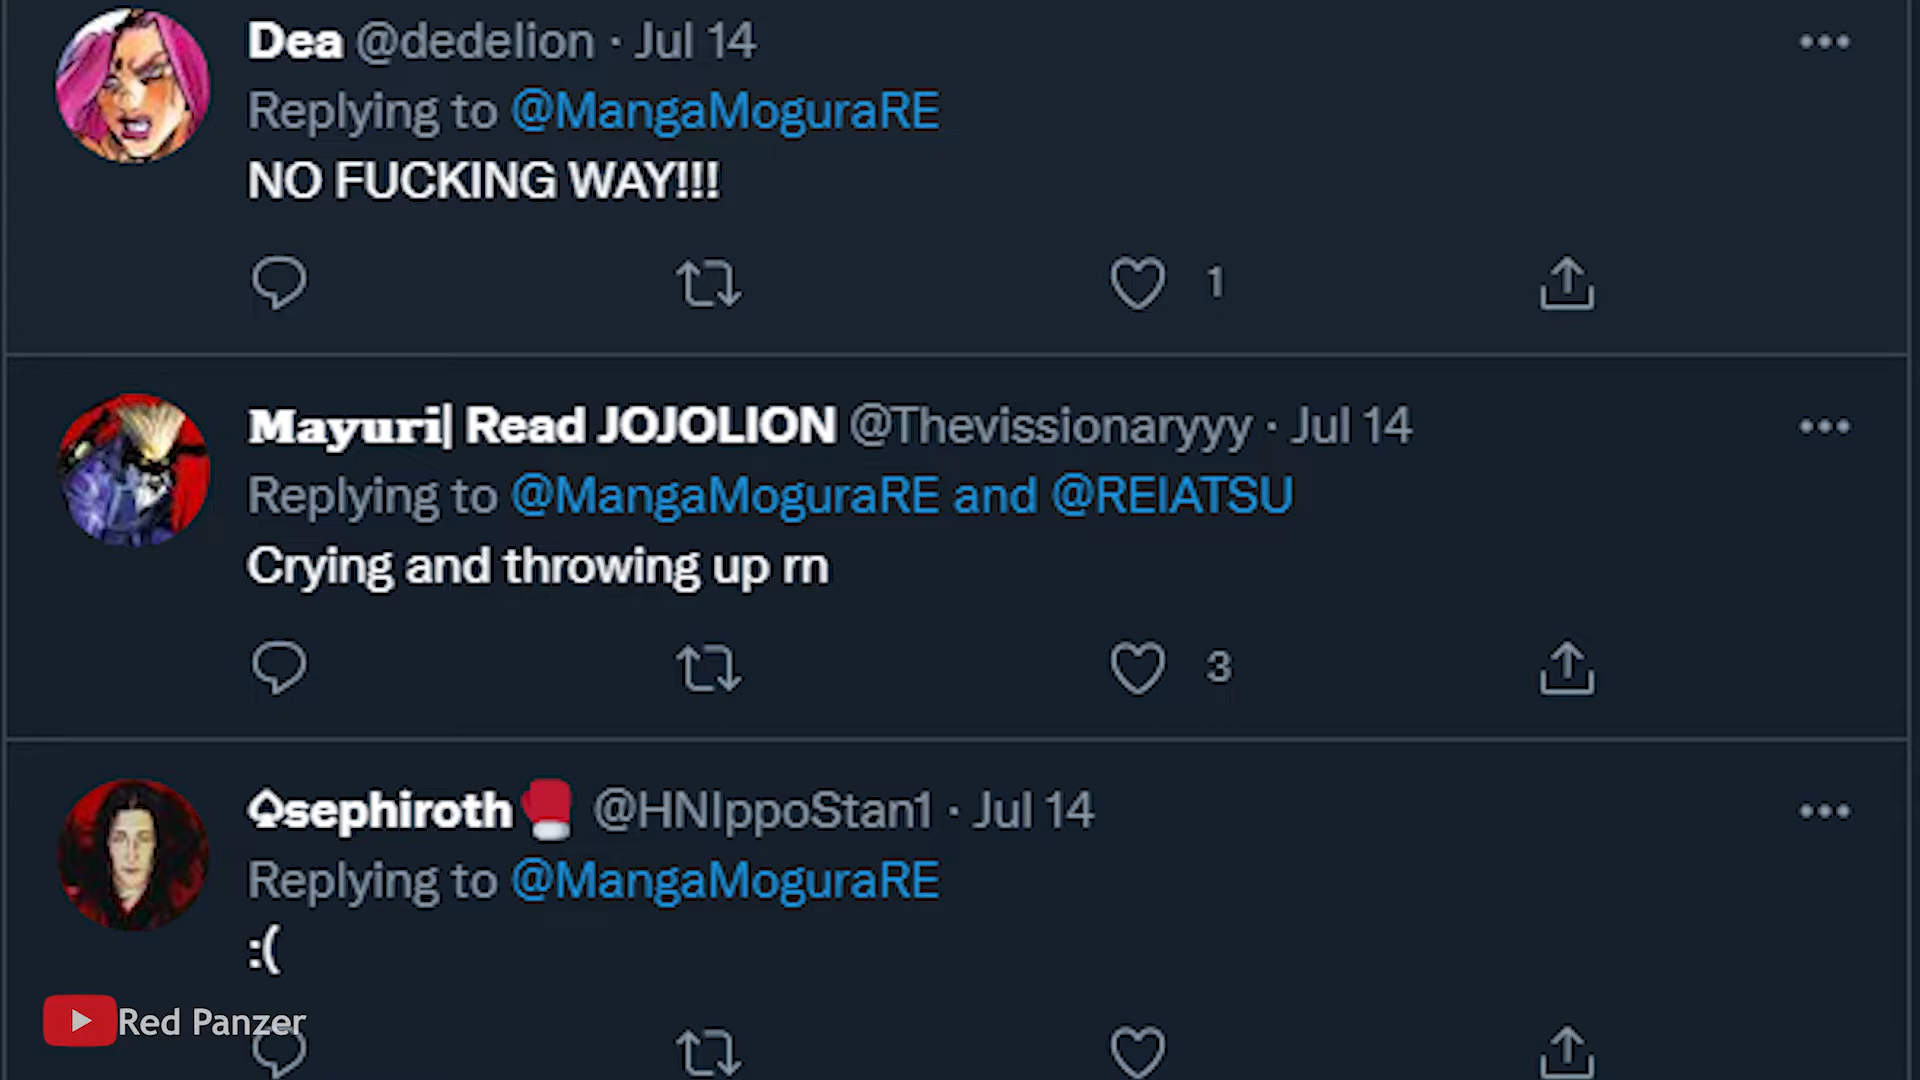 Dea @dedelion · Jul 14
Replying to @MangaMoguraRE
NO FUCKING WAY!!!
1
Mayuri| Read JOJOLION @Thevissionaryyy · Jul 14
Replying to @MangaMoguraRE and @REIATSU
Crying and throwing up rn
3
♤sephiroth🥊 @HNIppoStan1 · Jul 14
Replying to @MangaMoguraRE
:(
Red Panzer